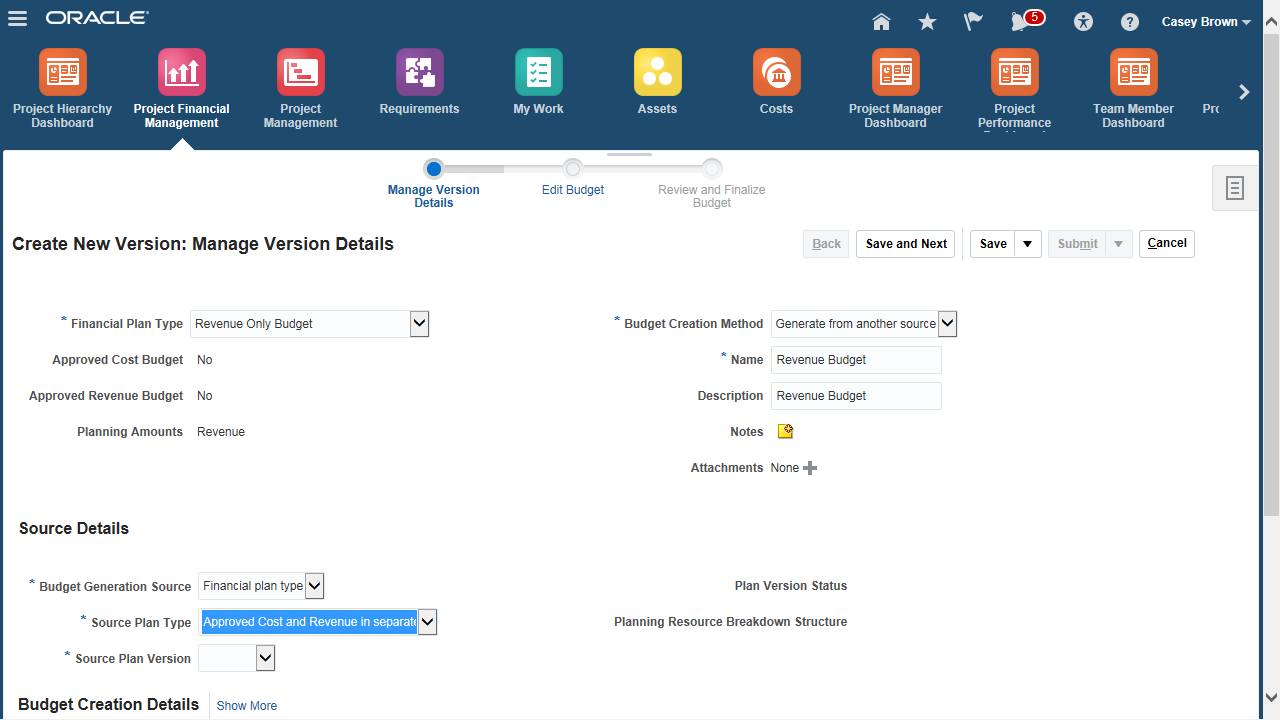 ORACLE
5
Casey Brown
Project Hierarchy
Dashboard
Project Financial
Management
Project
Management
Requirements
My Work
Assets
Costs
Project Manager
Dashboard
Project
Performance
Team Member
Dashboard
Manage Version
Details
Edit Budget
Review and Finalize
Budget
Create New Version: Manage Version Details
Back
Save and Next
Save
Submit
Cancel
* Financial Plan Type Revenue Only Budget
Approved Cost Budget No
Approved Revenue Budget No
Planning Amounts Revenue
* Budget Creation Method Generate from another source
* Name Revenue Budget
Description Revenue Budget
Notes
Attachments None
Source Details
* Budget Generation Source Financial plan type
* Source Plan Type Approved Cost and Revenue in separate
* Source Plan Version
Plan Version Status
Planning Resource Breakdown Structure
Budget Creation Details Show More